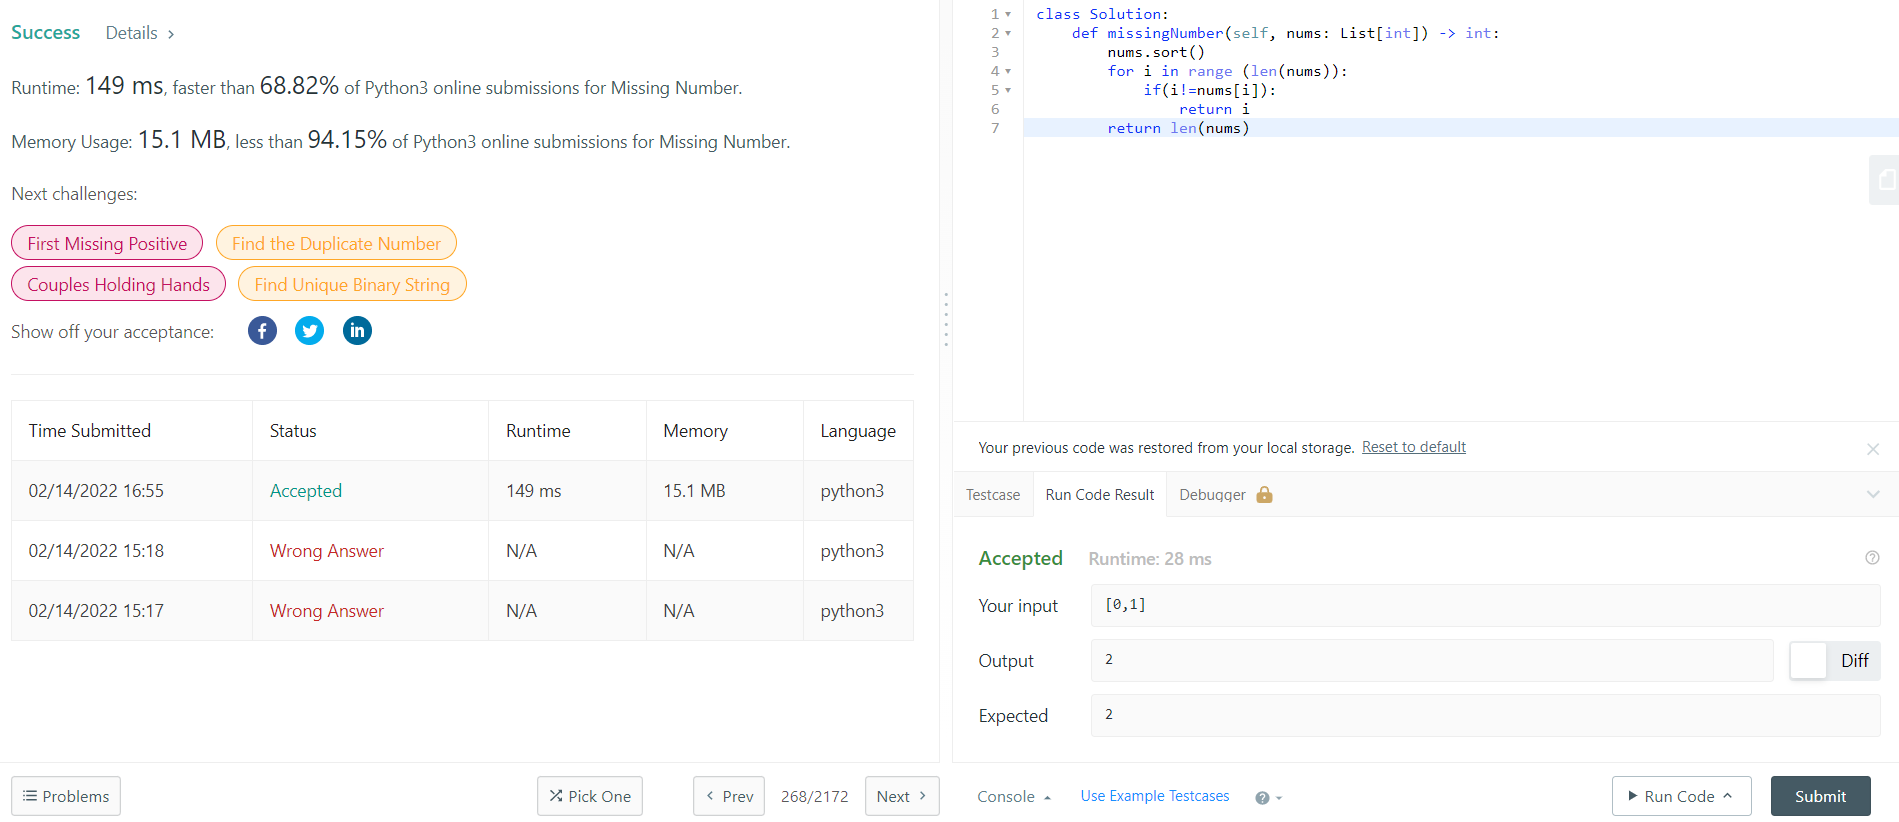 Success Details >
Runtime: 149 ms, faster than 68.82% of Python3 online submissions for Missing Number.
Memory Usage: 15.1 MB, less than 94.15% of Python3 online submissions for Missing Number.
Next challenges:
First Missing Positive Find the Duplicate Number
Couples Holding Hands Find Unique Binary String
Show off your acceptance: f in
Time Submitted Status Runtime Memory Language
02/14/2022 16:55 Accepted 149 ms 15.1 MB python3
02/14/2022 15:18 Wrong Answer N/A N/A python3
02/14/2022 15:17 Wrong Answer N/A N/A python3
Problems Pick One < Prev 268/2172 Next >
1 class Solution:
2     def missingNumber(self, nums: List[int]) -> int:
3         nums.sort()
4         for i in range (len(nums)):
5             if(i!=nums[i]):
6                 return i
7         return len(nums)
Your previous code was restored from your local storage. Reset to default
Testcase Run Code Result Debugger
Accepted Runtime: 28 ms ?
Your input [0,1]
Output 2 Diff
Expected 2
Console Use Example Testcases ? Run Code Submit